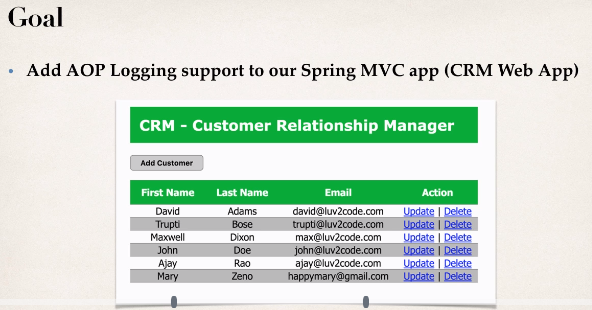 Goal
• Add AOP Logging support to our Spring MVC app (CRM Web App)
CRM - Customer Relationship Manager
Add Customer
First Name Last Name Email Action
David Adams david@luv2code.com Update | Delete
Trupti Bose trupti@luv2code.com Update | Delete
Maxwell Dixon max@luv2code.com Update | Delete
John Doe john@luv2code.com Update | Delete
Ajay Rao ajay@luv2code.com Update | Delete
Mary Zeno happymary@gmail.com Update | Delete